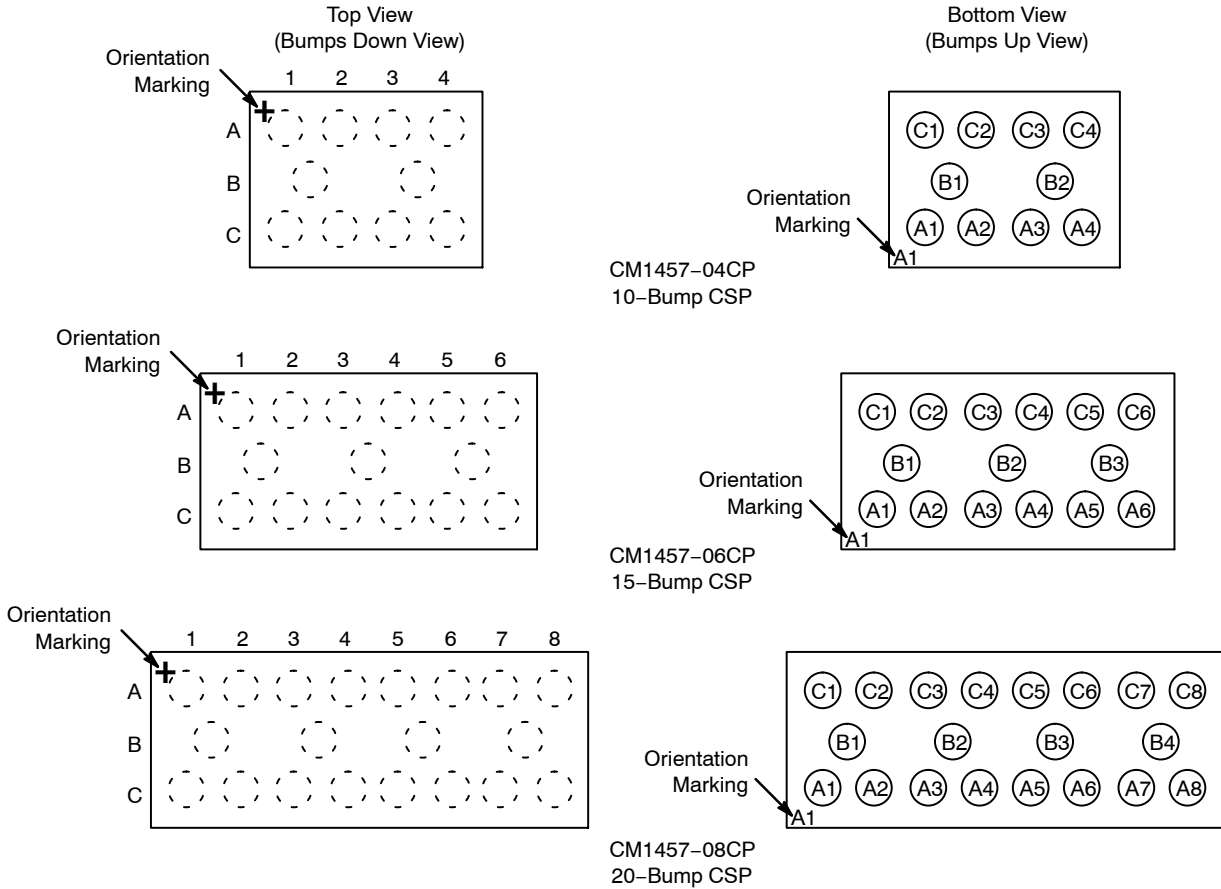 Top View
(Bumps Down View)
Orientation
Marking
1 2 3 4
A
B
C
Bottom View
(Bumps Up View)
C1 C2 C3 C4
B1 B2
A1 A2 A3 A4
Orientation
Marking
A1
CM1457−04CP
10−Bump CSP
Orientation
Marking
1 2 3 4 5 6
A
B
C
C1 C2 C3 C4 C5 C6
B1 B2 B3
A1 A2 A3 A4 A5 A6
Orientation
Marking
A1
CM1457−06CP
15−Bump CSP
Orientation
Marking
1 2 3 4 5 6 7 8
A
B
C
C1 C2 C3 C4 C5 C6 C7 C8
B1 B2 B3 B4
A1 A2 A3 A4 A5 A6 A7 A8
Orientation
Marking
A1
CM1457−08CP
20−Bump CSP